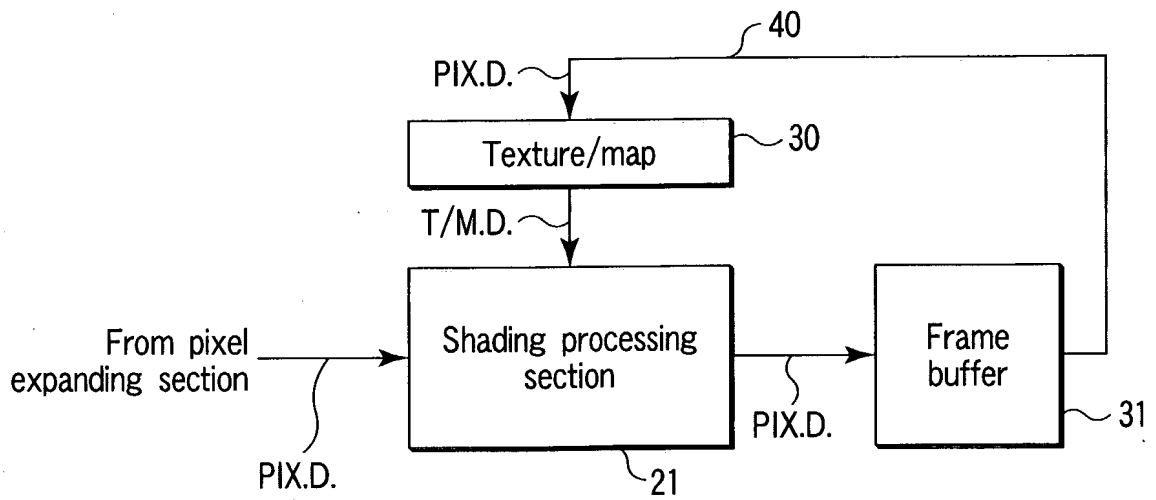 40
PIX.D.
Texture/map
30
T/M.D.
From pixel
expanding section
Shading processing
section
Frame
buffer
PIX.D.
PIX.D.
21
31